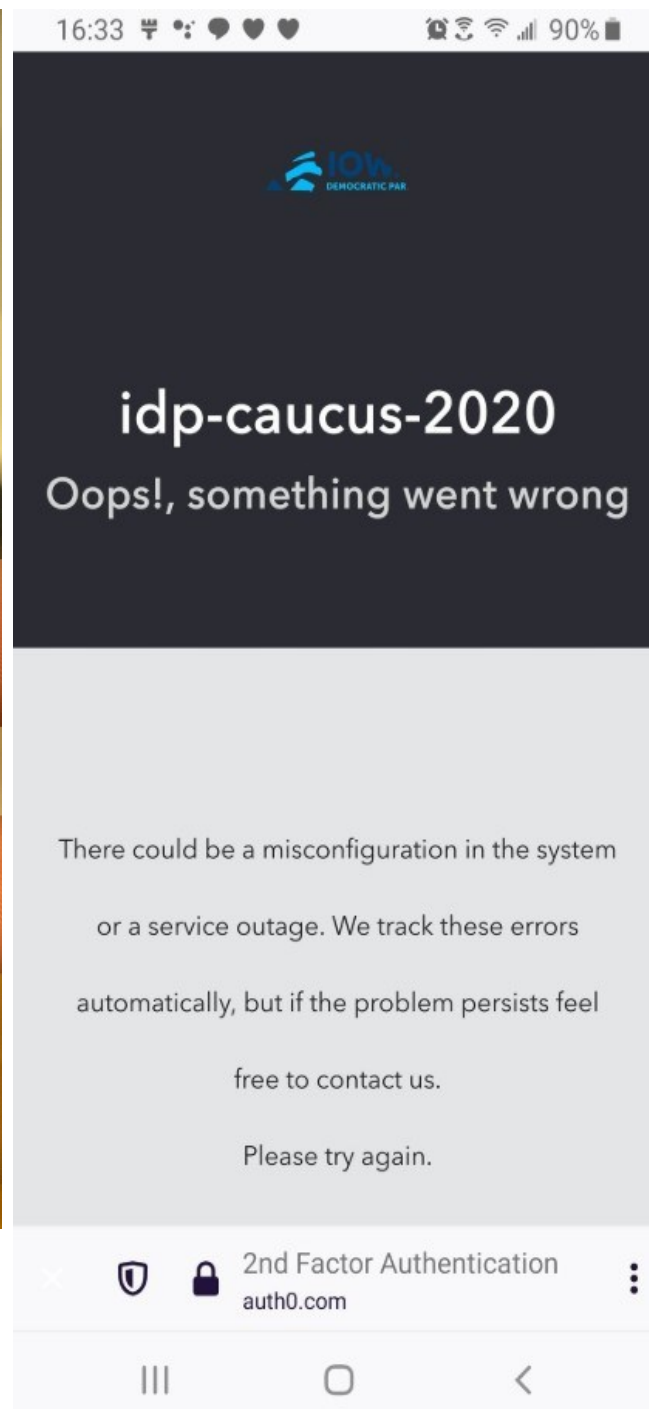 16:33 90%
IOW
DEMOCRATIC PAR
idp-caucus-2020
Oops!, something went wrong
There could be a misconfiguration in the system
or a service outage. We track these errors
automatically, but if the problem persists feel
free to contact us.
Please try again.
2nd Factor Authentication
auth0.com